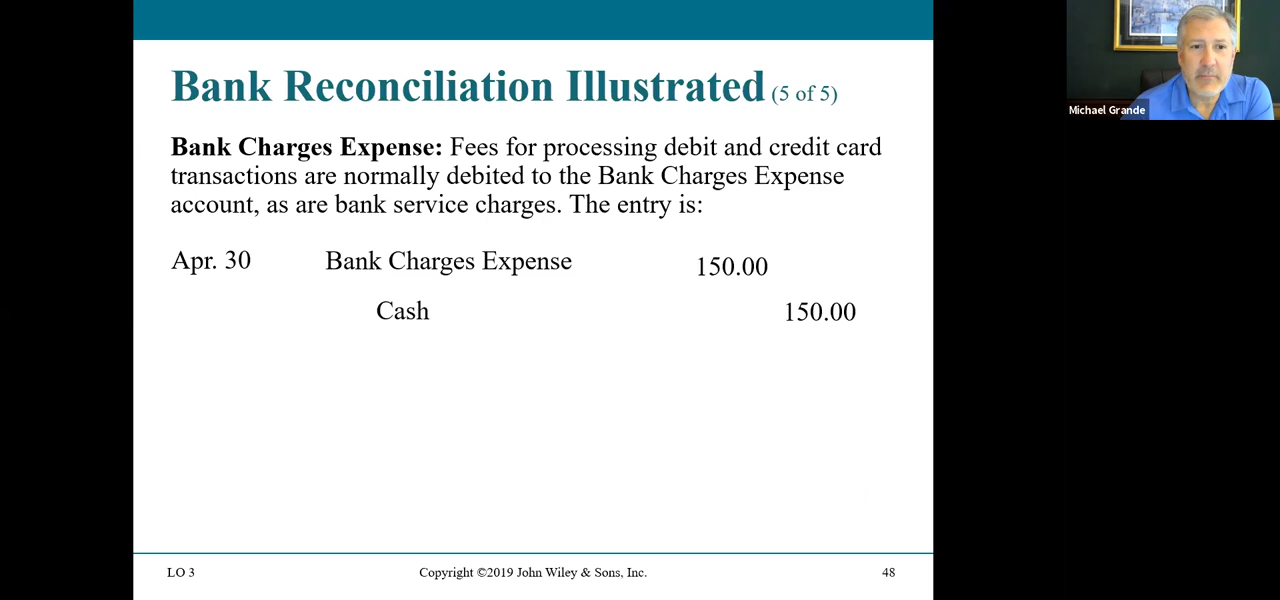 Bank Reconciliation Illustrated (5 of 5)
Michael Grande
Bank Charges Expense: Fees for processing debit and credit card
transactions are normally debited to the Bank Charges Expense
account, as are bank service charges. The entry is:
Apr. 30 Bank Charges Expense 150.00
Cash 150.00
LO 3 Copyright ©2019 John Wiley & Sons, Inc. 48